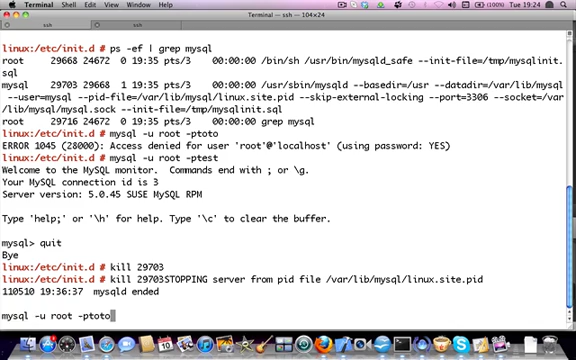 Terminal Shell Edit View Window Help
Tue 19:24
Terminal — ssh — 104×24
ssh
ssh
linux:/etc/init.d # ps -ef | grep mysql
root 29668 24672 0 19:35 pts/3 00:00:00 /bin/sh /usr/bin/mysqld_safe --init-file=/tmp/mysqlinit.
sql
mysql 29703 29668 1 19:35 pts/3 00:00:00 /usr/sbin/mysqld --basedir=/usr --datadir=/var/lib/mysql
--user=mysql --pid-file=/var/lib/mysql/linux.site.pid --skip-external-locking --port=3306 --socket=/var
/lib/mysql/mysql.sock --init-file=/tmp/mysqlinit.sql
root 29716 24672 0 19:35 pts/3 00:00:00 grep mysql
linux:/etc/init.d # mysql -u root -ptoto
ERROR 1045 (28000): Access denied for user 'root'@'localhost' (using password: YES)
linux:/etc/init.d # mysql -u root -ptest
Welcome to the MySQL monitor. Commands end with ; or \g.
Your MySQL connection id is 3
Server version: 5.0.45 SUSE MySQL RPM
Type 'help;' or '\h' for help. Type '\c' to clear the buffer.
mysql> quit
Bye
linux:/etc/init.d # kill 29703
linux:/etc/init.d # kill 29703STOPPING server from pid file /var/lib/mysql/linux.site.pid
110510 19:36:37 mysqld ended
mysql -u root -ptoto